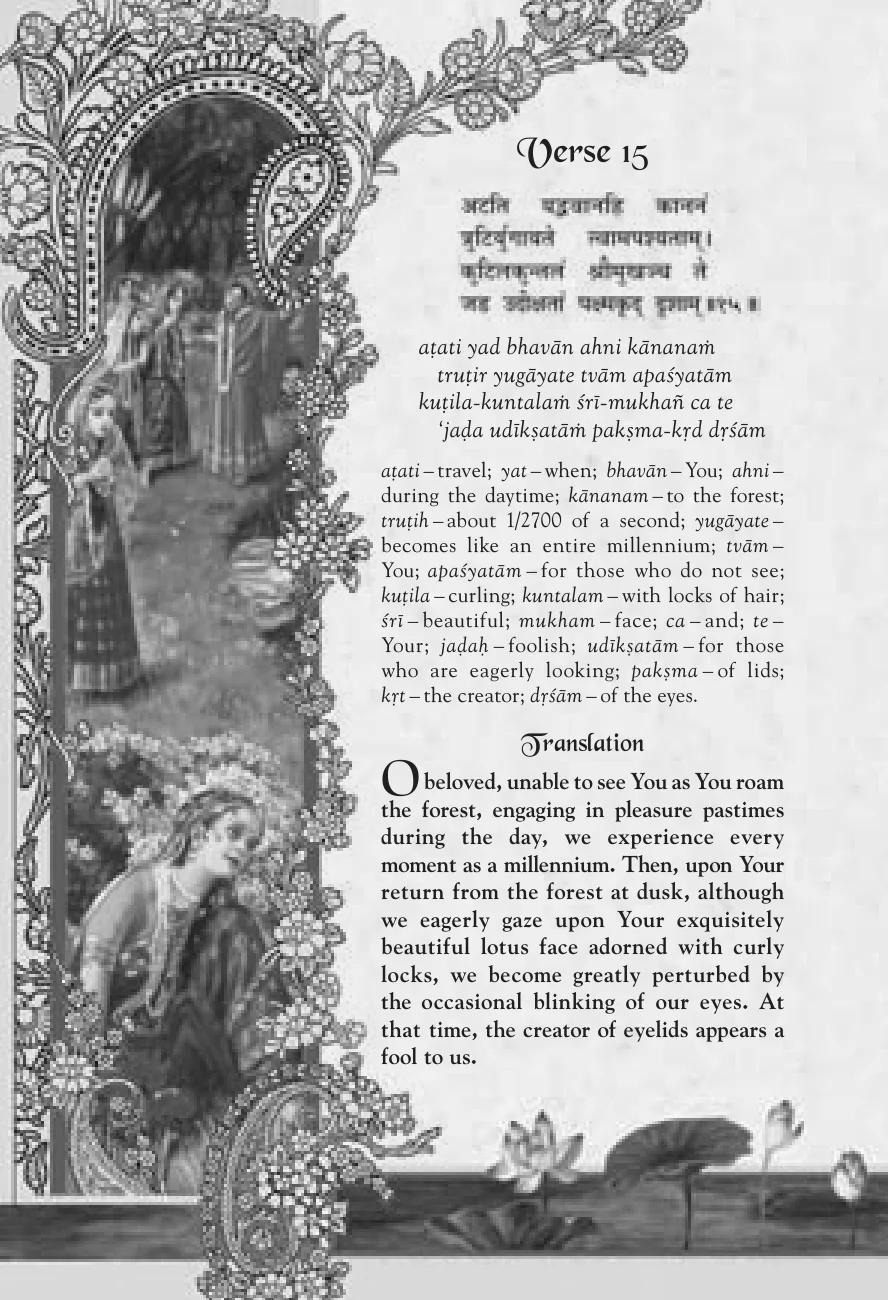 Verse 15
अटति यद्भवानह्नि काननं
त्रुटिर्युगायते त्वामपश्यताम्।
कुटिलकुन्तलं श्रीमुखञ्च ते
जड उदीक्षतां पक्ष्मकृद् दृशाम्॥१५॥
aṭati yad bhavān ahni kānanaṁ
truṭir yugāyate tvām apaśyatām
kuṭila-kuntalaṁ śrī-mukhañ ca te
‘jaḍa udīkṣatāṁ pakṣma-kṛd dṛśām
aṭati – travel; yat – when; bhavān – You; ahni –
during the daytime; kānanam – to the forest;
truṭih – about 1/2700 of a second; yugāyate –
becomes like an entire millennium; tvām –
You; apaśyatām – for those who do not see;
kuṭila – curling; kuntalam – with locks of hair;
śrī – beautiful; mukham – face; ca – and; te –
Your; jaḍaḥ – foolish; udīkṣatām – for those
who are eagerly looking; pakṣma – of lids;
kṛt – the creator; dṛśām – of the eyes.
Translation
O beloved, unable to see You as You roam
the forest, engaging in pleasure pastimes
during the day, we experience every
moment as a millennium. Then, upon Your
return from the forest at dusk, although
we eagerly gaze upon Your exquisitely
beautiful lotus face adorned with curly
locks, we become greatly perturbed by
the occasional blinking of our eyes. At
that time, the creator of eyelids appears a
fool to us.